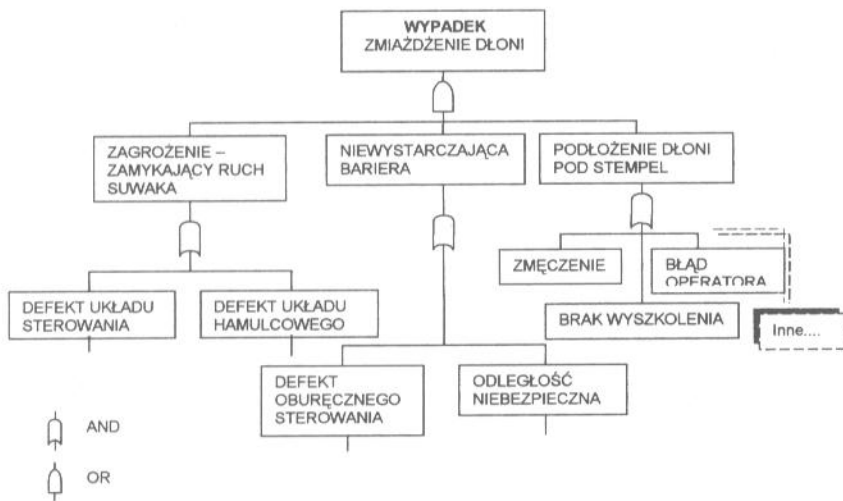 WYPADEK
ZMIAŻDŻENIE DŁONI
ZAGROŻENIE –
ZAMYKAJĄCY RUCH
SUWAKA
NIEWYSTARCZAJĄCA
BARIERA
PODŁOŻENIE DŁONI
POD STEMPEL
ZMĘCZENIE
BŁĄD
OPERATORA
DEFEKT UKŁADU
STEROWANIA
DEFEKT UKŁADU
HAMULCOWEGO
BRAK WYSZKOLENIA
Inne....
DEFEKT
OBURĘCZNEGO
STEROWANIA
ODLEGŁOŚĆ
NIEBEZPIECZNA
AND
OR